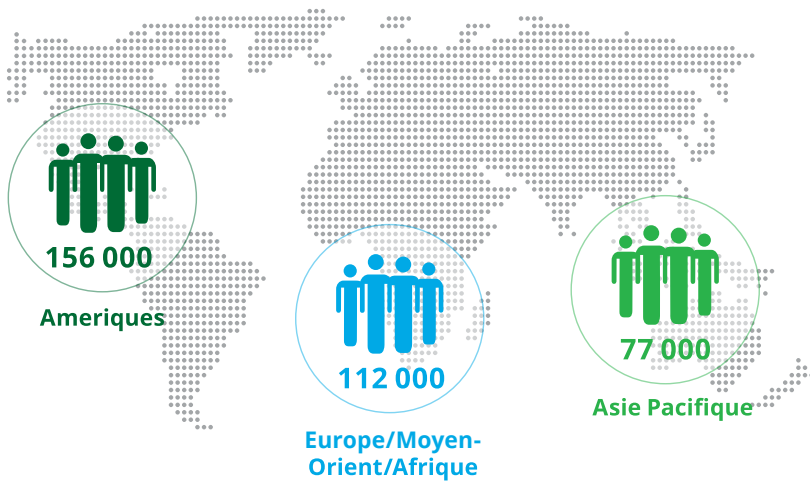 156 000
Ameriques
112 000
Europe/Moyen-
Orient/Afrique
77 000
Asie Pacifique